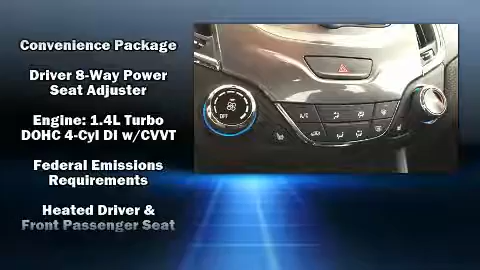 Convenience Package
Driver 8-Way Power
Seat Adjuster
Engine: 1.4L Turbo
DOHC 4-Cyl DI w/CVVT
Federal Emissions
Requirements
Heated Driver &
Front Passenger Seat
OFF
A/C